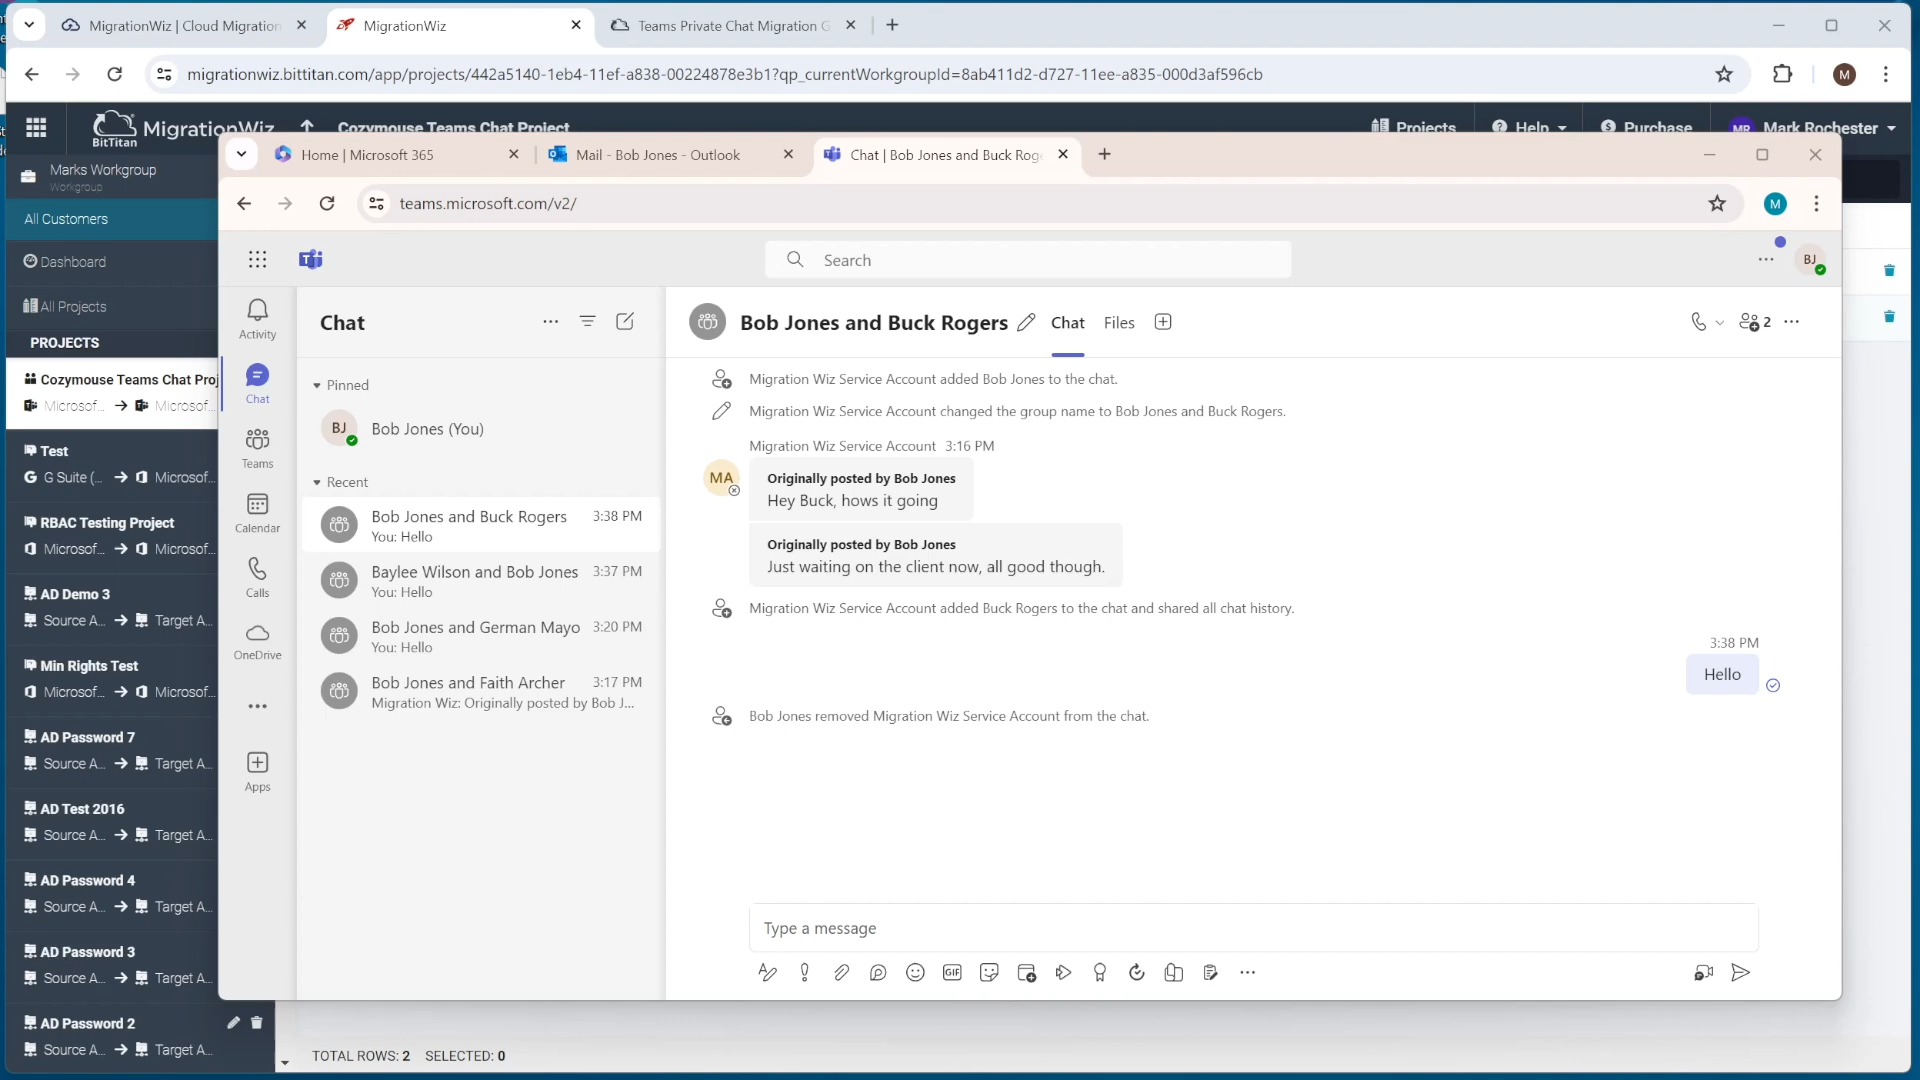 MigrationWiz | Cloud Migration
MigrationWiz
Teams Private Chat Migration G
migrationwiz.bittitan.com/app/projects/442a5140-1eb4-11ef-a838-00224878e3b1?qp_currentWorkgroupId=8ab411d2-d727-11ee-a835-000d3af596cb
M
BitTitan
MigrationWiz
Cozymouse Teams Chat Project
Projects
Help
Purchase
MR
Mark Rochester
Marks Workgroup
Workgroup
All Customers
Dashboard
All Projects
PROJECTS
Cozymouse Teams Chat Proj
Microsof... → Microsof...
Test
G Suite (... → Microsof...
RBAC Testing Project
Microsof... → Microsof...
AD Demo 3
Source A... → Target A...
Min Rights Test
Microsof... → Microsof...
AD Password 7
Source A... → Target A...
AD Test 2016
Source A... → Target A...
AD Password 4
Source A... → Target A...
AD Password 3
Source A... → Target A...
AD Password 2
Source A... → Target A...
Home | Microsoft 365
Mail - Bob Jones - Outlook
Chat | Bob Jones and Buck Roge
teams.microsoft.com/v2/
M
Search
BJ
Activity
Chat
Teams
Calendar
Calls
OneDrive
Apps
Chat
Pinned
BJ
Bob Jones (You)
Recent
Bob Jones and Buck Rogers 3:38 PM
You: Hello
Baylee Wilson and Bob Jones 3:37 PM
You: Hello
Bob Jones and German Mayo 3:20 PM
You: Hello
Bob Jones and Faith Archer 3:17 PM
Migration Wiz: Originally posted by Bob J...
Bob Jones and Buck Rogers
Chat
Files
2
Migration Wiz Service Account added Bob Jones to the chat.
Migration Wiz Service Account changed the group name to Bob Jones and Buck Rogers.
Migration Wiz Service Account 3:16 PM
MA
Originally posted by Bob Jones
Hey Buck, hows it going
Originally posted by Bob Jones
Just waiting on the client now, all good though.
Migration Wiz Service Account added Buck Rogers to the chat and shared all chat history.
3:38 PM
Hello
Bob Jones removed Migration Wiz Service Account from the chat.
Type a message
GIF
TOTAL ROWS: 2 SELECTED: 0